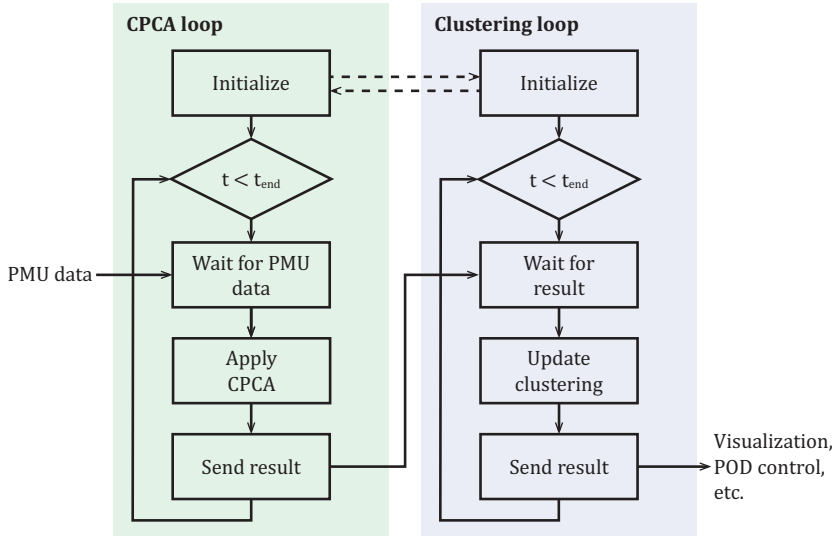 CPCA loop
Initialize
t < tend
PMU data
Wait for PMU
data
Apply
CPCA
Send result
Clustering loop
Initialize
t < tend
Wait for
result
Update
clustering
Send result
Visualization,
POD control,
etc.